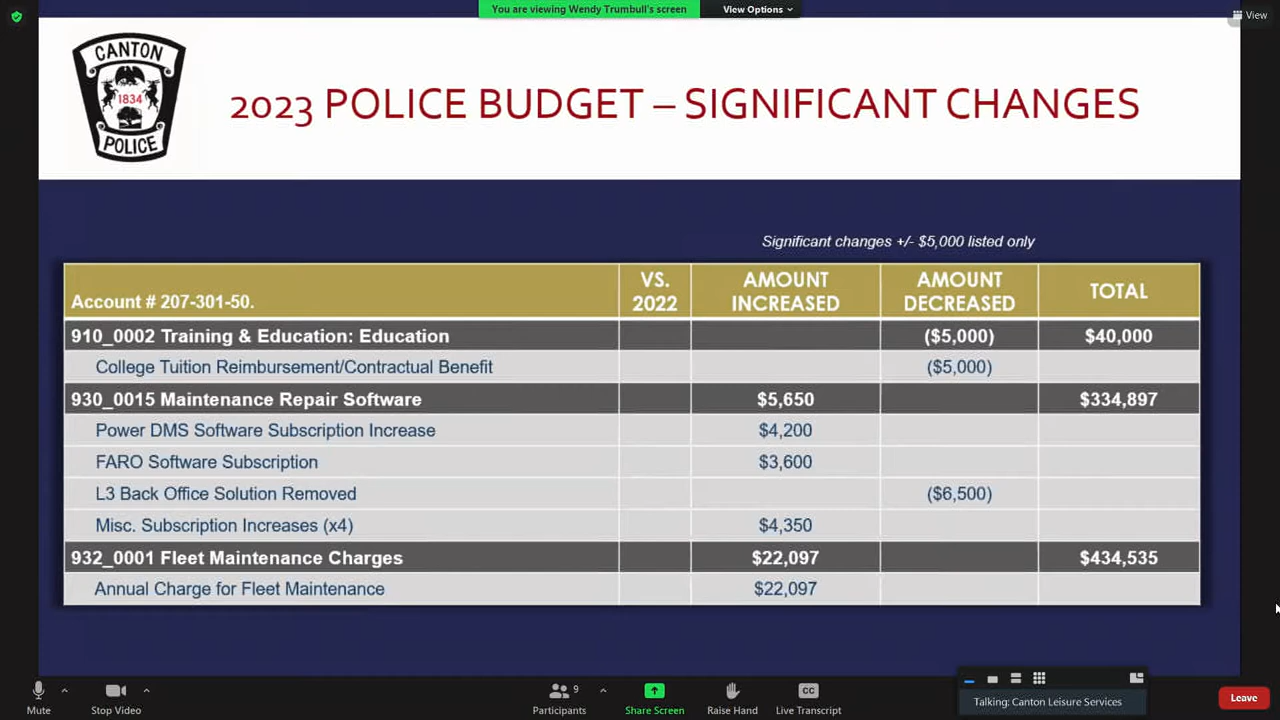 You are viewing Wendy Trumbull's screen
View Options
View
CANTON
1834
POLICE
2023 POLICE BUDGET – SIGNIFICANT CHANGES
Significant changes +/- $5,000 listed only
Account # 207-301-50. VS. 2022 AMOUNT INCREASED AMOUNT DECREASED TOTAL
910_0002 Training & Education: Education ($5,000) $40,000
College Tuition Reimbursement/Contractual Benefit ($5,000)
930_0015 Maintenance Repair Software $5,650 $334,897
Power DMS Software Subscription Increase $4,200
FARO Software Subscription $3,600
L3 Back Office Solution Removed ($6,500)
Misc. Subscription Increases (x4) $4,350
932_0001 Fleet Maintenance Charges $22,097 $434,535
Annual Charge for Fleet Maintenance $22,097
Mute
Stop Video
9
Participants
Share Screen
Raise Hand
CC
Live Transcript
Talking: Canton Leisure Services
Leave